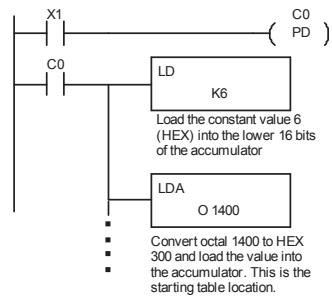 X1
C0
PD
C0
LD
K6
Load the constant value 6
(HEX) into the lower 16 bits
of the accumulator
LDA
O 1400
Convert octal 1400 to HEX
300 and load the value into
the accumulator. This is the
starting table location.